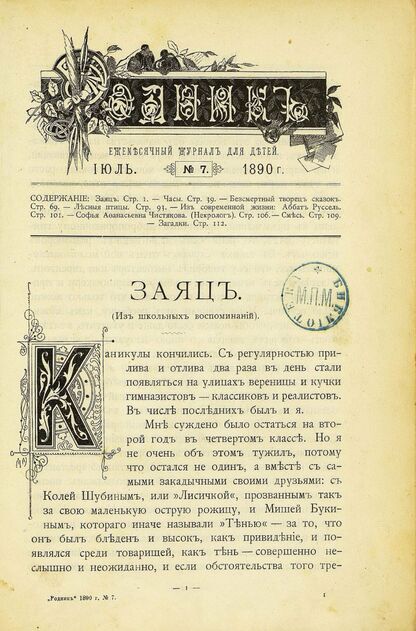 Родникъ
ЕЖЕМѢСЯЧНЫЙ ЖУРНАЛЪ ДЛЯ ДѢТЕЙ.
ІЮЛЬ. № 7. 1890 г.
СОДЕРЖАНІЕ: Заяцъ. Стр. 1. — Часы. Стр. 39. — Безсмертный творецъ сказокъ.
Стр. 69. — Лѣсныя птицы. Стр. 93. — Изъ современной жизни: Аббатъ Руссель.
Стр. 101. — Софья Аѳанасьевна Чистякова. (Некрологъ). Стр. 106. — Смѣсь. Стр. 109.
— Загадки. Стр. 112.
ЗАЯЦЪ.
(Изъ школьныхъ воспоминаній).
БИБЛІОТЕКА
М.П.М.
Каникулы кончились. Съ регулярностью при-
лива и отлива два раза въ день стали
появляться на улицахъ вереницы и кучки
гимназистовъ — классиковъ и реалистовъ.
Въ числѣ послѣднихъ былъ и я.
Мнѣ суждено было остаться на вто-
рой годъ въ четвертомъ классѣ. Но я
не очень объ этомъ тужилъ, потому
что остался не одинъ, а вмѣстѣ съ са-
мыми закадычными своими друзьями: съ
Колей Шубинымъ, или »Лисичкой«, прозваннымъ такъ
за свою маленькую острую рожицу, и Мишей Буки-
нымъ, котораго иначе называли »Тѣнью« — за то, что
онъ былъ блѣденъ и высокъ, какъ привидѣніе, и по-
являлся среди товарищей, какъ тѣнь — совершенно не-
слышно и неожиданно, и если обстоятельства того тре-
— 1 —
„Родникъ“ 1890 г. № 7.
1